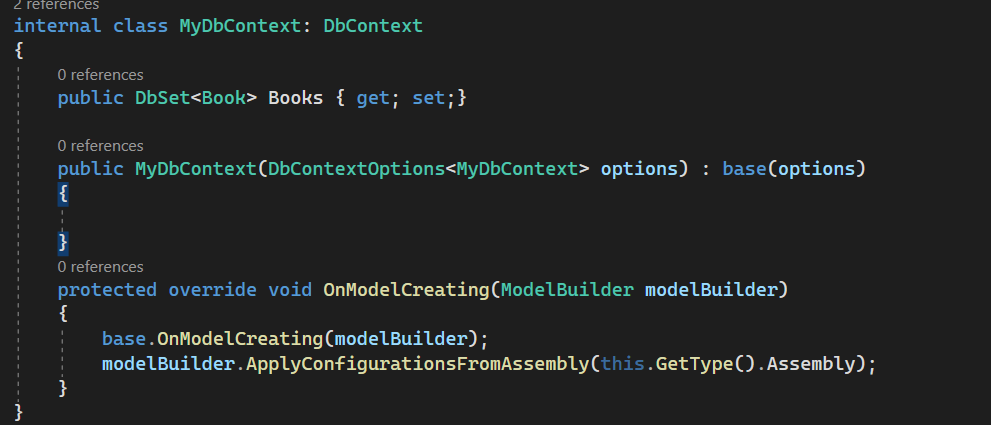 2 references
internal class MyDbContext: DbContext
{
0 references
public DbSet<Book> Books { get; set;}
0 references
public MyDbContext(DbContextOptions<MyDbContext> options) : base(options)
{
}
0 references
protected override void OnModelCreating(ModelBuilder modelBuilder)
{
base.OnModelCreating(modelBuilder);
modelBuilder.ApplyConfigurationsFromAssembly(this.GetType().Assembly);
}
}